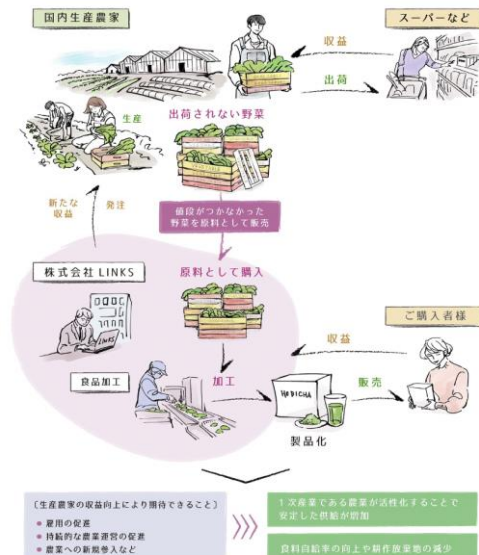 国内生産農家
スーパーなど
収益
出荷
生産
出荷されない野菜
新たな
収益
発注
値段がつかなかった
野菜を原料として販売
株式会社 LINKS
原料として購入
LINKS
ご購入者様
収益
食品加工
加工
HADICHA
販売
製品化
〔生産農家の収益向上により期待できること〕
● 雇用の促進
● 持続的な農業運営の促進
● 農業への新規参入など
1次産業である農業が活性化することで
安定した供給が増加
食料自給率の向上や耕作放棄地の減少